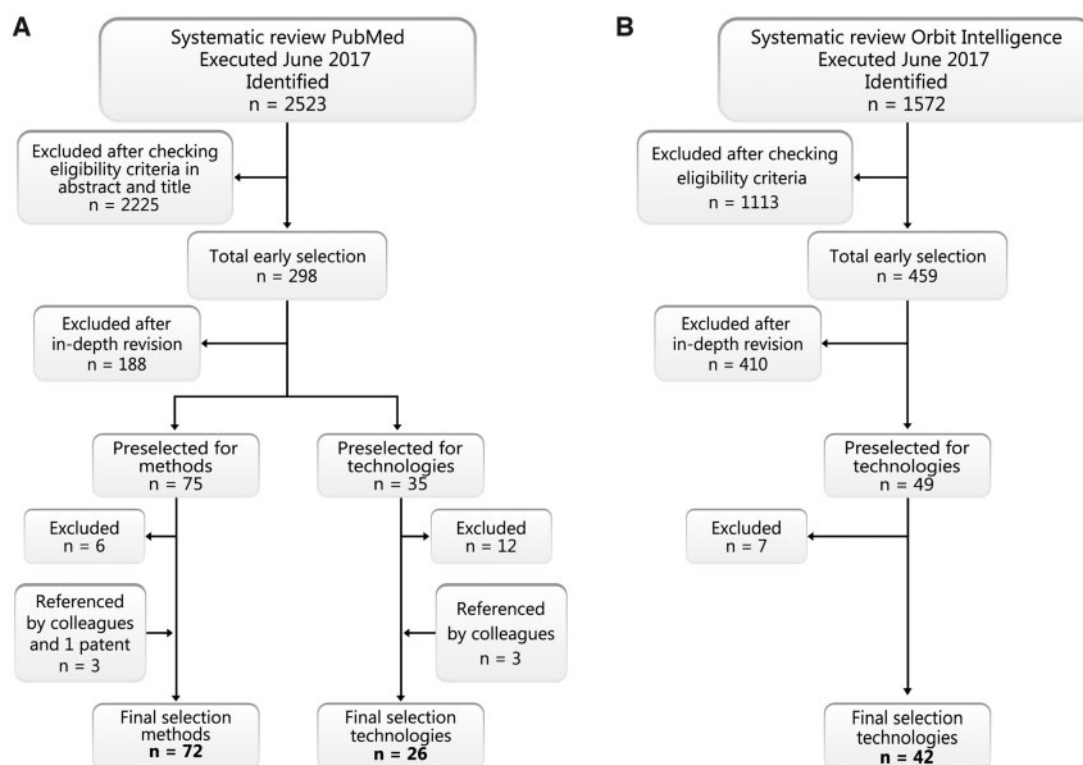 A
Systematic review PubMed
Executed June 2017
Identified
n = 2523
Excluded after checking
eligibility criteria in
abstract and title
n = 2225
Total early selection
n = 298
Excluded after
in-depth revision
n = 188
Preselected for
methods
n = 75
Preselected for
technologies
n = 35
Excluded
n = 6
Excluded
n = 12
Referenced
by colleagues
and 1 patent
n = 3
Referenced
by colleagues
n = 3
Final selection
methods
n = 72
Final selection
technologies
n = 26
B
Systematic review Orbit Intelligence
Executed June 2017
Identified
n = 1572
Excluded after checking
eligibility criteria
n = 1113
Total early selection
n = 459
Excluded after
in-depth revision
n = 410
Preselected for
technologies
n = 49
Excluded
n = 7
Final selection
technologies
n = 42